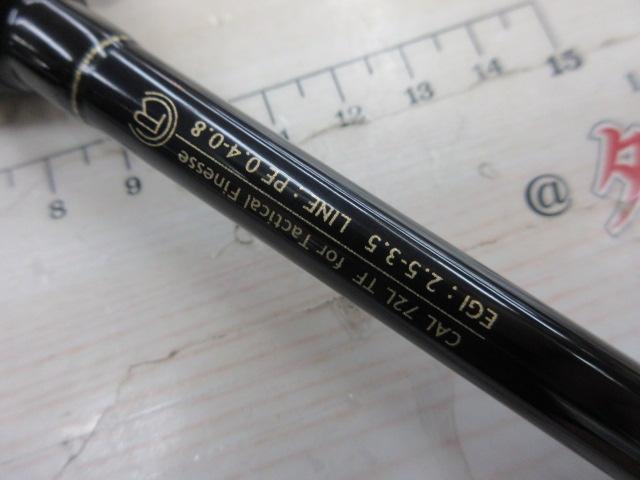 CAL 72L TF for Tactical Finesse
EGI : 2.5-3.5 LINE : PE 0.4-0.8
8 9 11 12 13 14 15
@